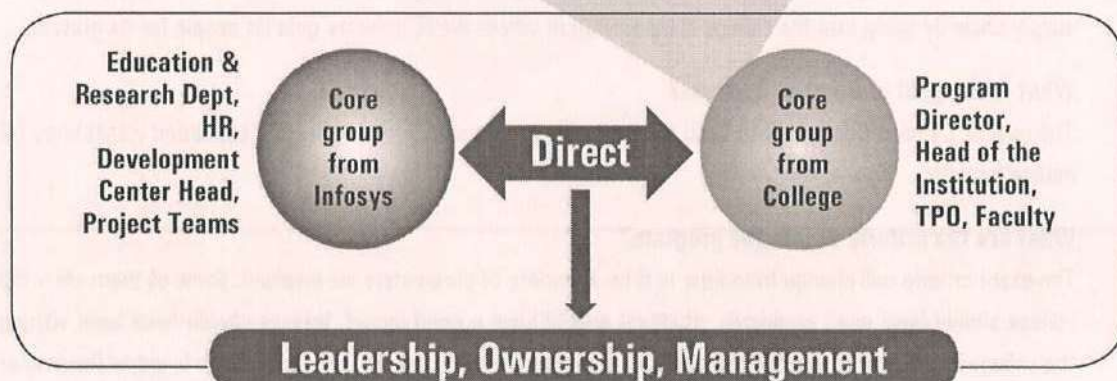 Education &
Research Dept,
HR,
Development
Center Head,
Project Teams
Core
group
from
Infosys
Direct
Core
group
from
College
Program
Director,
Head of the
Institution,
TPO, Faculty
Leadership, Ownership, Management